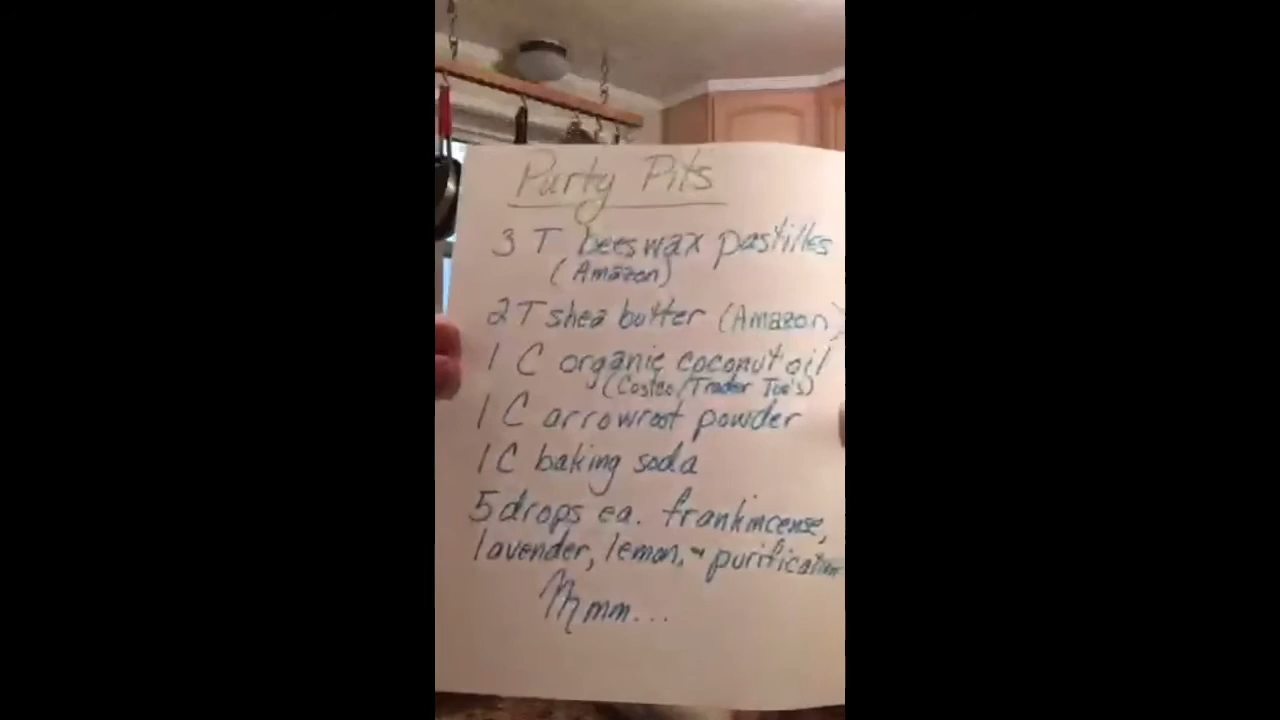 Purty Pits
3 T beeswax pastilles
(Amazon)
2 T shea butter (Amazon)
1 C organic coconut oil
(Costco/Trader Joe's)
1 C arrowroot powder
1 C baking soda
5 drops ea. frankincense,
lavender, lemon, ~ purification
Mmm...